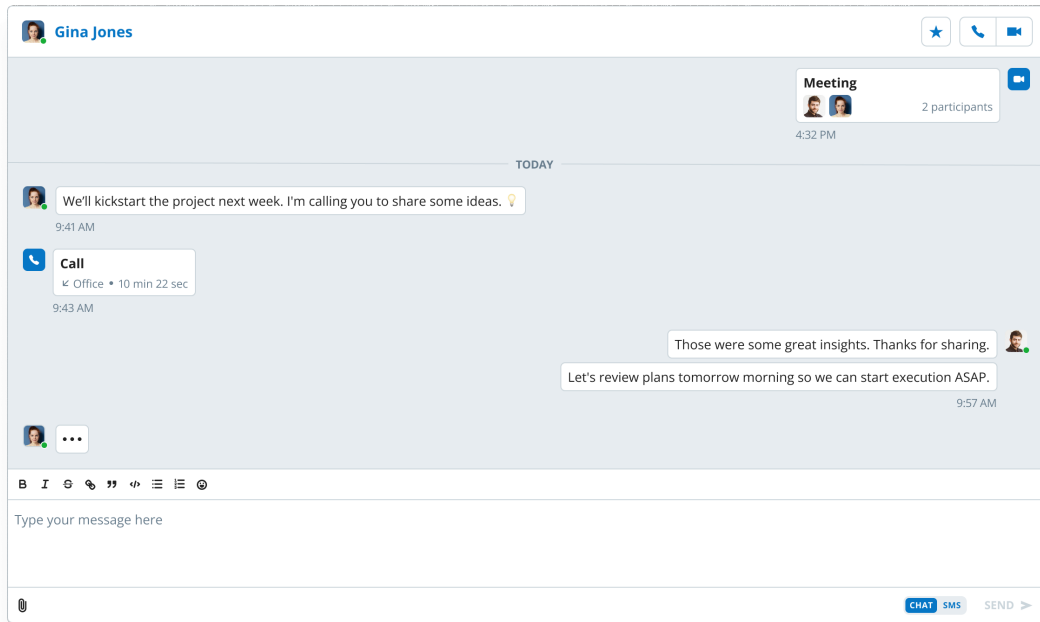 Gina Jones
Meeting
2 participants
4:32 PM
TODAY
We'll kickstart the project next week. I'm calling you to share some ideas. 💡
9:41 AM
Call
Office • 10 min 22 sec
9:43 AM
Those were some great insights. Thanks for sharing.
Let's review plans tomorrow morning so we can start execution ASAP.
9:57 AM
•••
B I S
Type your message here
CHAT SMS SEND